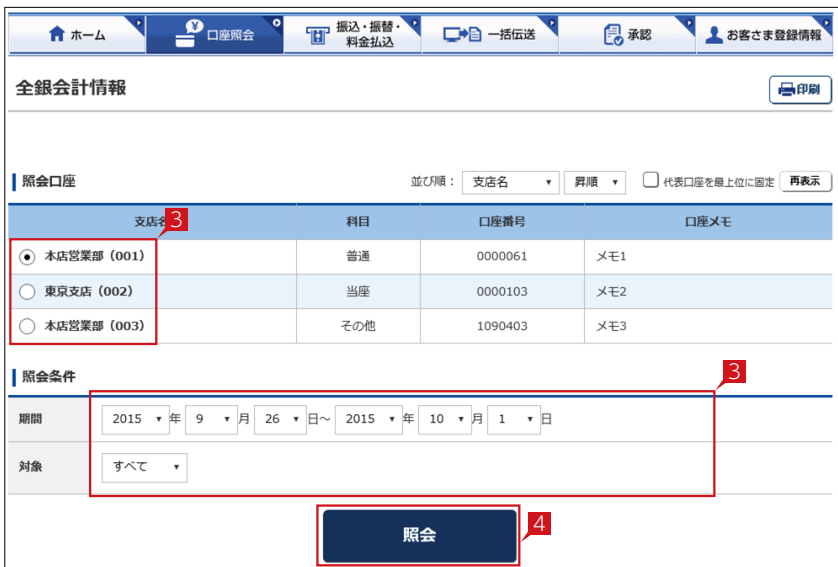 ホーム 口座照会 振込・振替・料金払込 一括伝送 承認 お客さま登録情報
全銀会計情報 印刷
照会口座 並び順： 支店名 昇順 代表口座を最上位に固定 再表示
支店名 3 科目 口座番号 口座メモ
本店営業部（001） 普通 0000061 メモ1
東京支店（002） 当座 0000103 メモ2
本店営業部（003） その他 1090403 メモ3
照会条件 3
期間 2015 年 9 月 26 日～ 2015 年 10 月 1 日
対象 すべて
照会 4